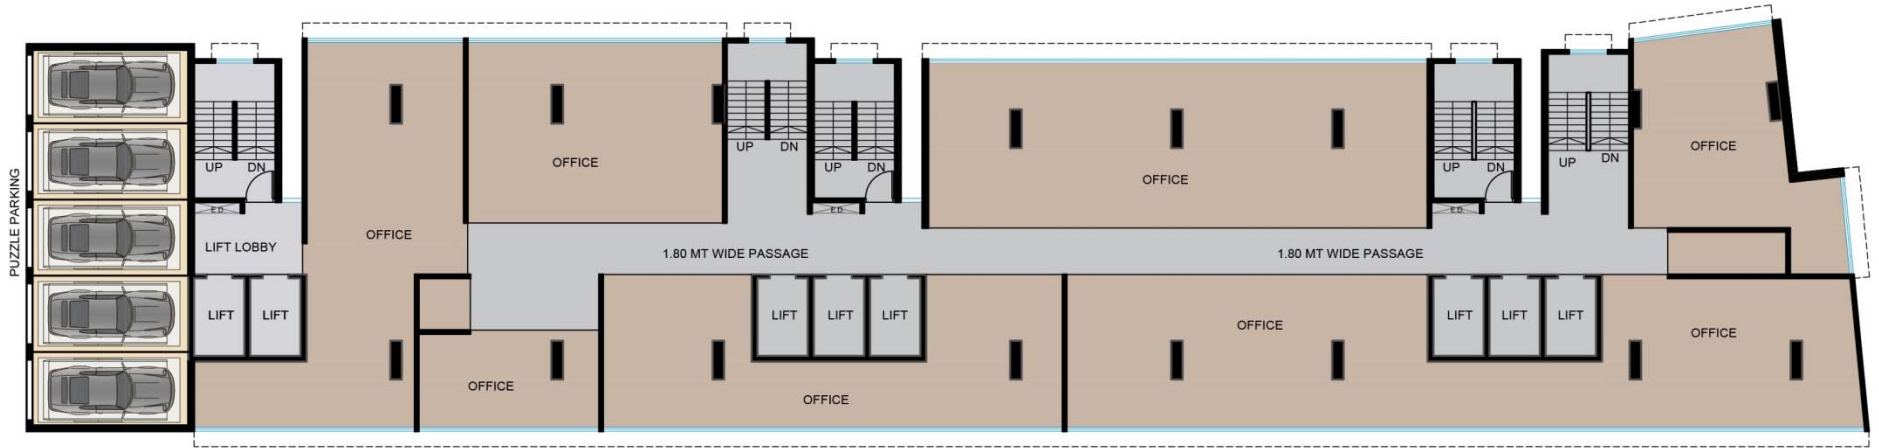 PUZZLE PARKING
UP DN
E.D.
LIFT LOBBY
LIFT LIFT
OFFICE
OFFICE
UP DN
UP DN
E.D.
OFFICE
UP DN
E.D.
UP DN
OFFICE
1.80 MT WIDE PASSAGE
1.80 MT WIDE PASSAGE
OFFICE
OFFICE
LIFT LIFT LIFT
OFFICE
LIFT LIFT LIFT
OFFICE